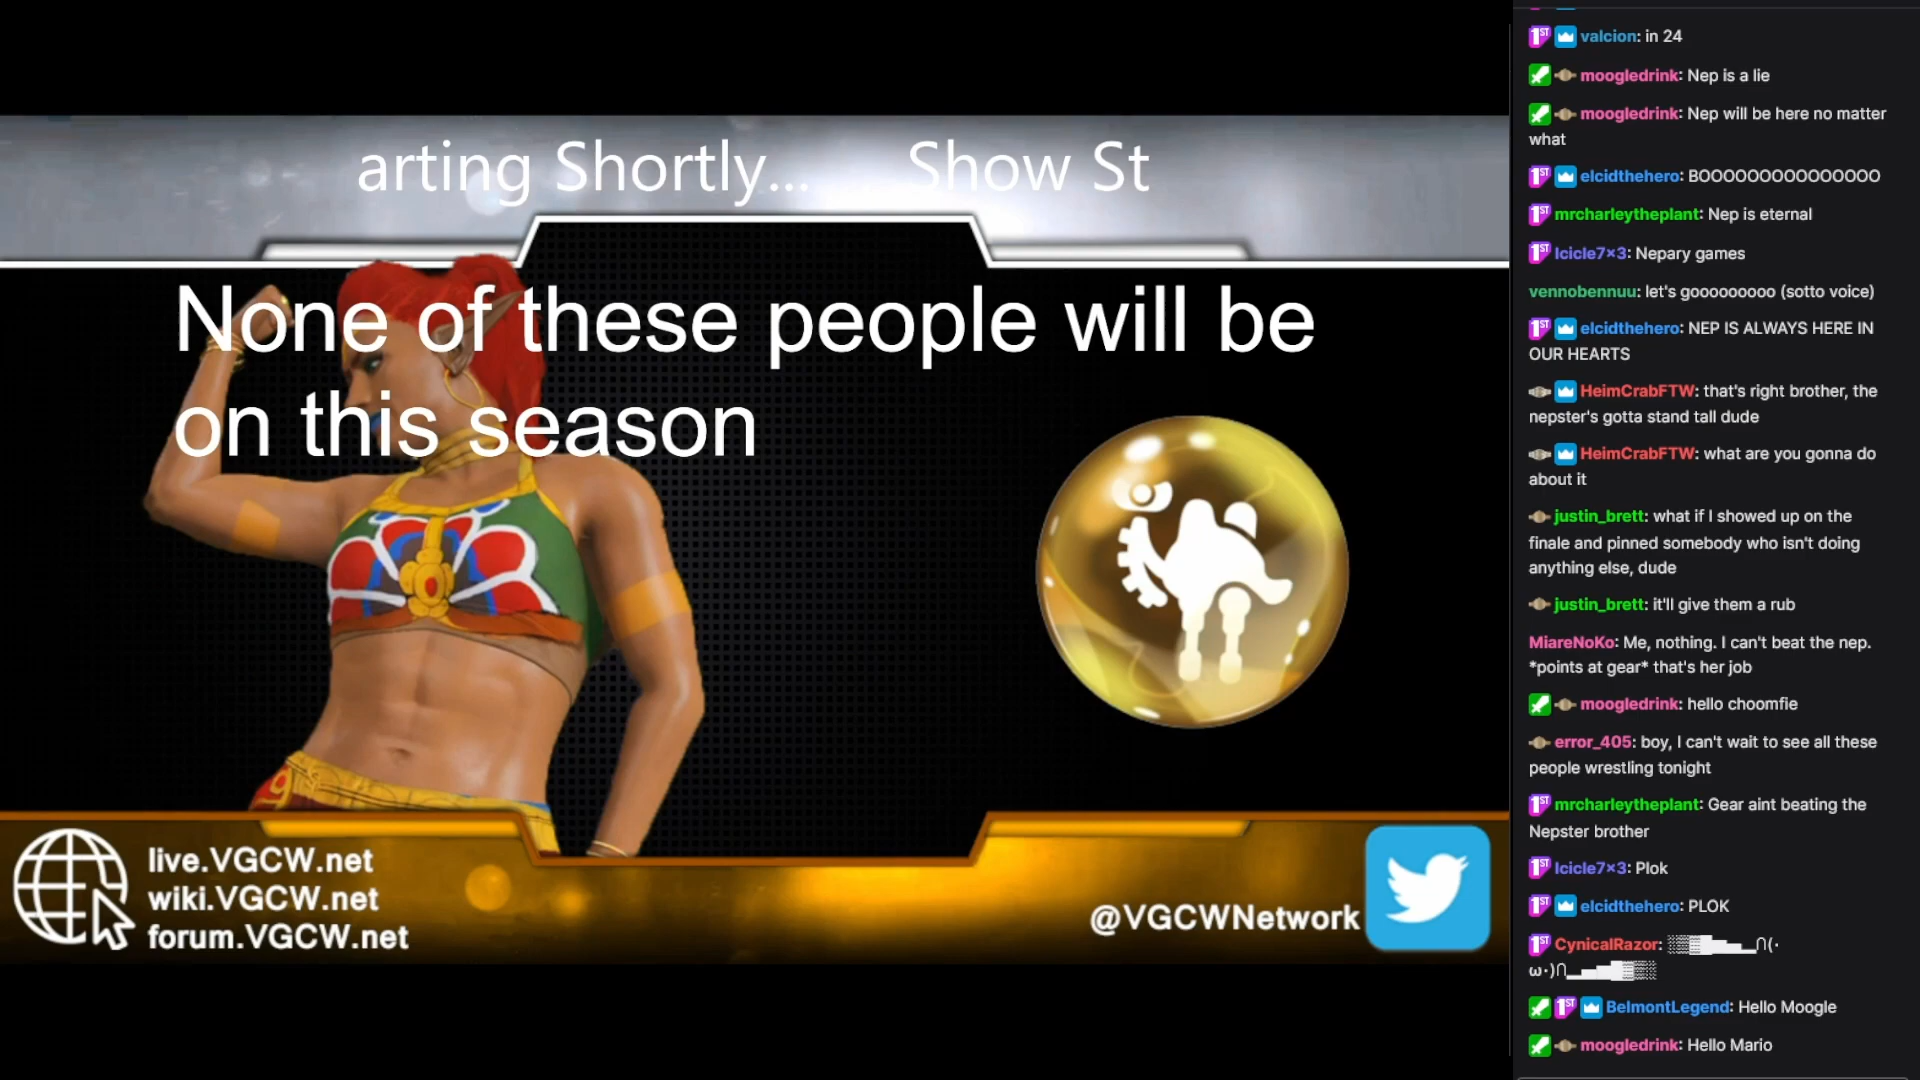 arting Shortly...     Show St
None of these people will be
on this season
live.VGCW.net
wiki.VGCW.net
forum.VGCW.net
@VGCWNetwork
valcion: in 24
moogledrink: Nep is a lie
moogledrink: Nep will be here no matter
what
elcidthehero: BOOOOOOOOOOOOOOO
mrcharleytheplant: Nep is eternal
Icicle7x3: Nepary games
vennobennuu: let's gooooooooo (sotto voice)
elcidthehero: NEP IS ALWAYS HERE IN
OUR HEARTS
HeimCrabFTW: that's right brother, the
nepster's gotta stand tall dude
HeimCrabFTW: what are you gonna do
about it
justin_brett: what if I showed up on the
finale and pinned somebody who isn't doing
anything else, dude
justin_brett: it'll give them a rub
MiareNoKo: Me, nothing. I can't beat the nep.
*points at gear* that's her job
moogledrink: hello choomfie
error_405: boy, I can't wait to see all these
people wrestling tonight
mrcharleytheplant: Gear aint beating the
Nepster brother
Icicle7x3: Plok
elcidthehero: PLOK
CynicalRazor: ░▒▓█▅▄▃▂∩(･
ω･)∩▂▃▄▅█▓▒░
BelmontLegend: Hello Moogle
moogledrink: Hello Mario